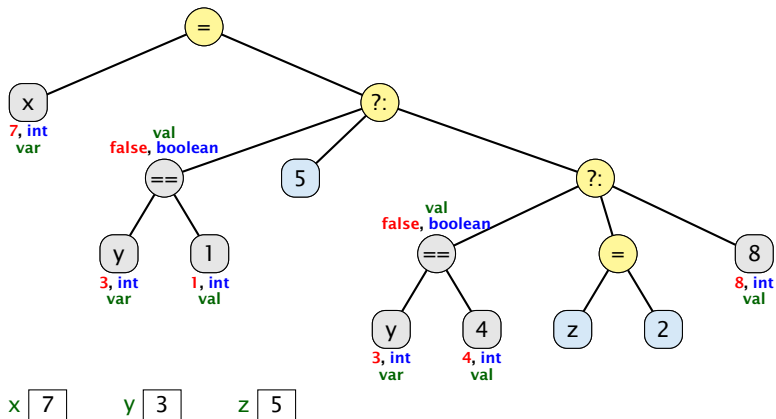 =
x
?:
7, int
var
val
false, boolean
==
5
?:
val
false, boolean
y
1
==
=
8
3, int
var
1, int
val
8, int
val
y
4
z
2
3, int
var
4, int
val
x 7
y 3
z 5